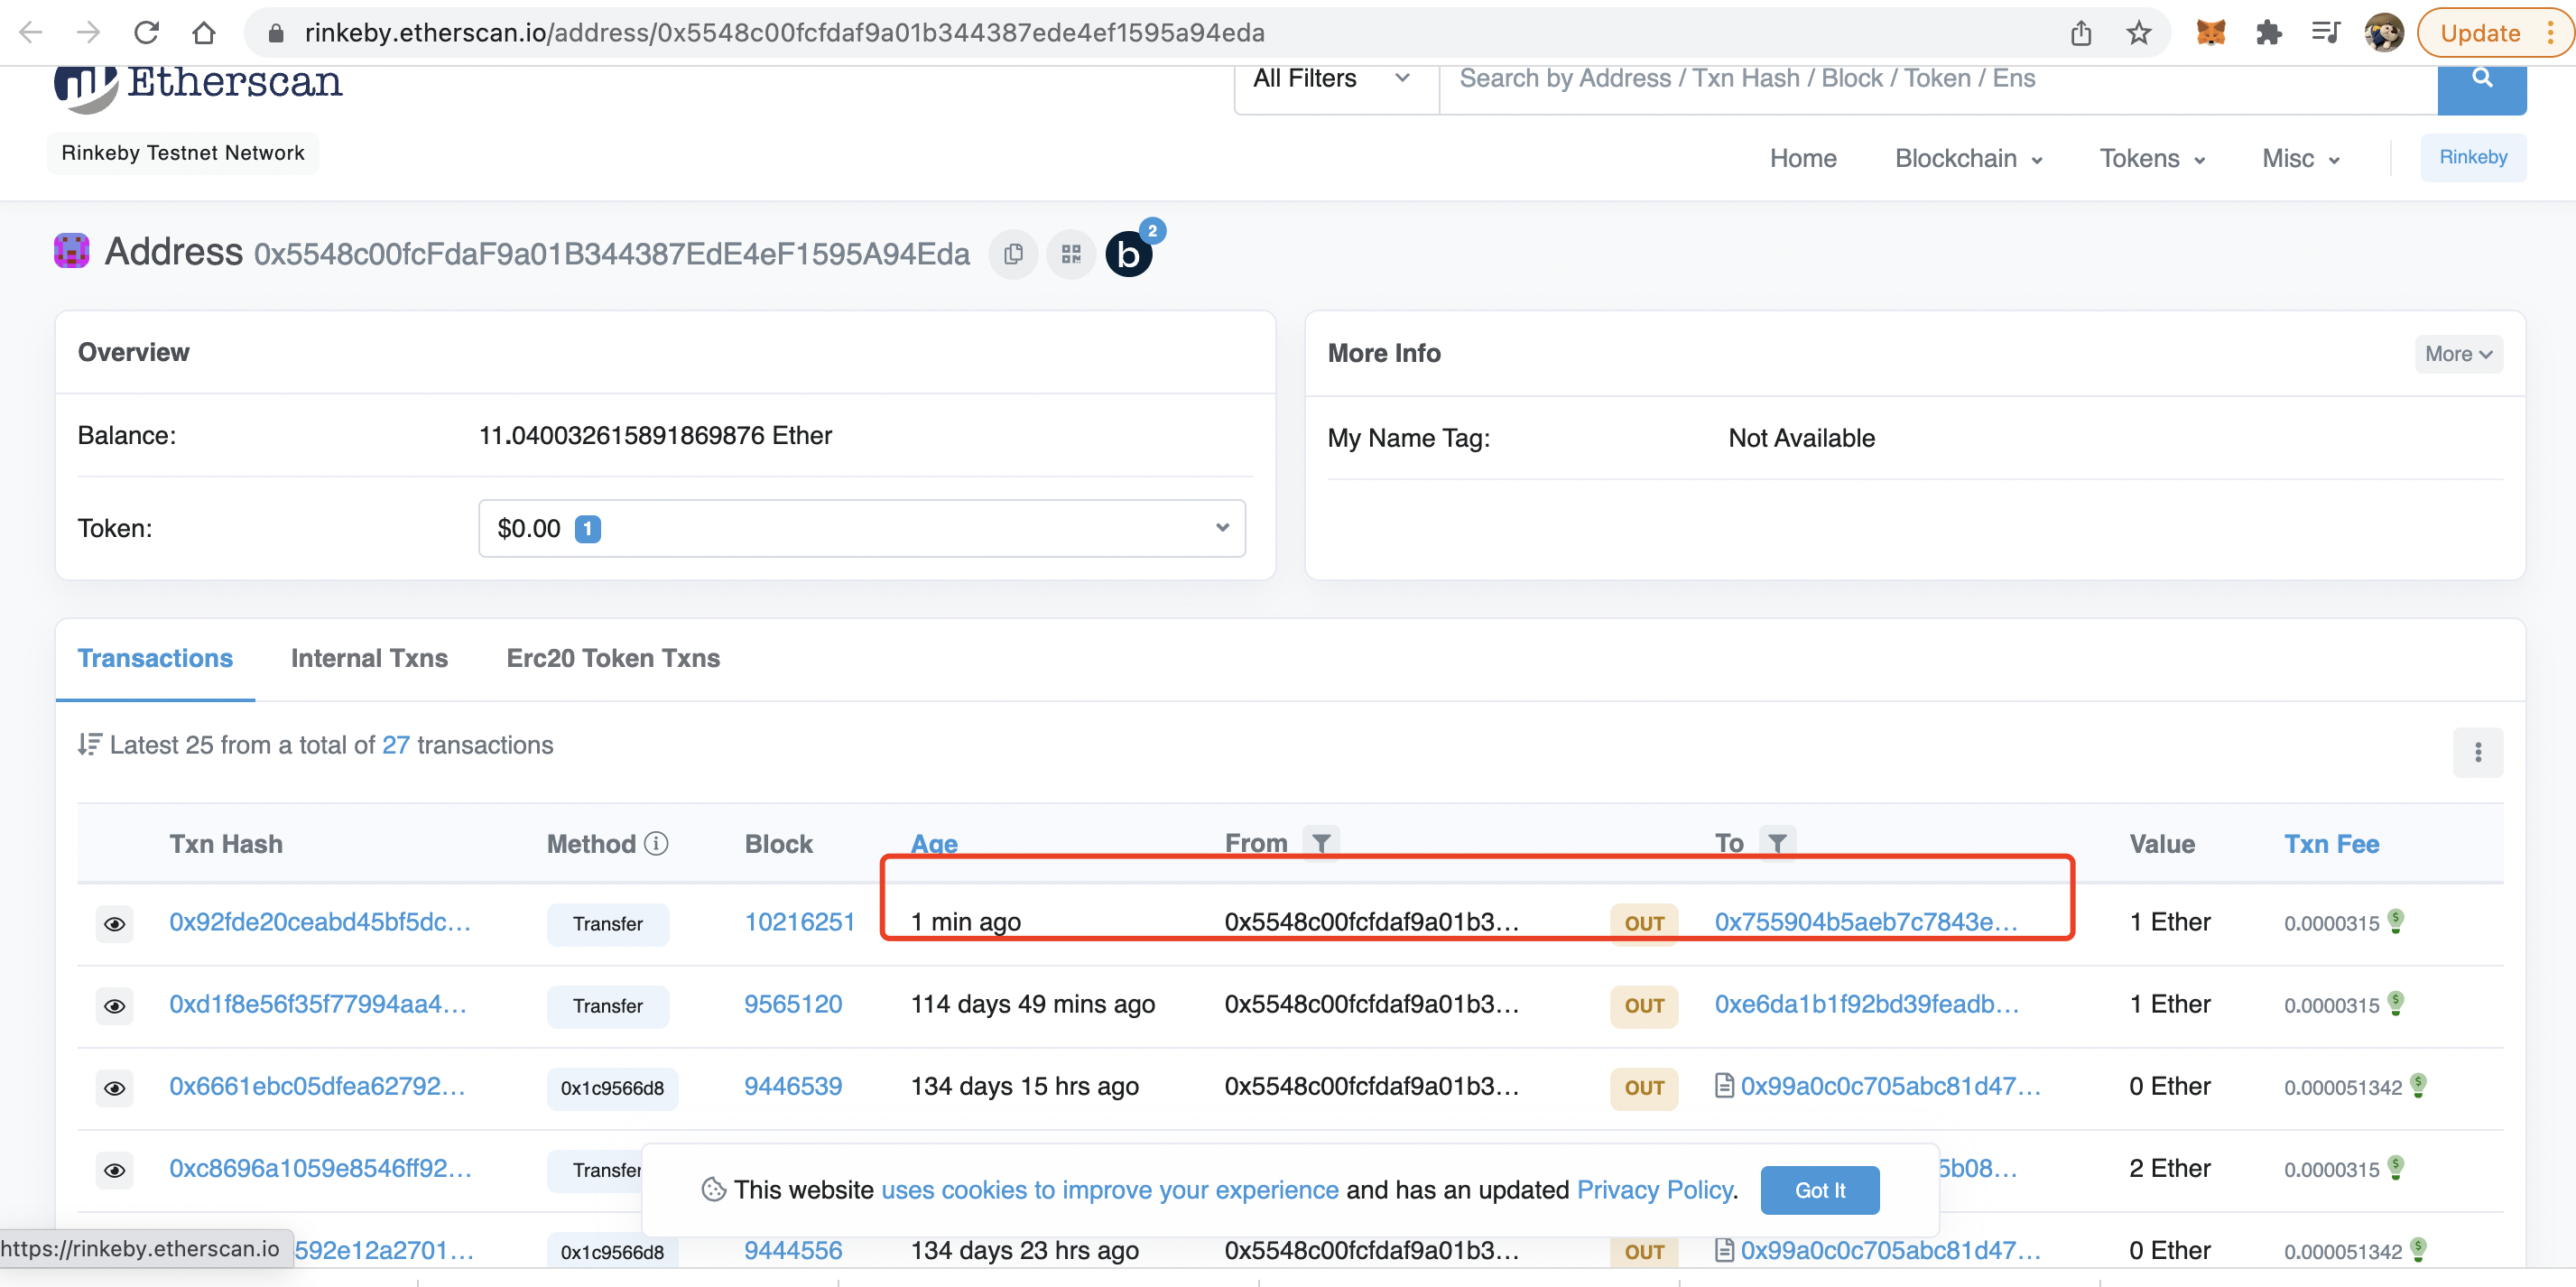 rinkeby.etherscan.io/address/0x5548c00fcfdaf9a01b344387ede4ef1595a94eda
Update
Etherscan
All Filters
Search by Address / Txn Hash / Block / Token / Ens
Rinkeby Testnet Network
Home Blockchain Tokens Misc Rinkeby
Address 0x5548c00fcFdaF9a01B344387EdE4eF1595A94Eda
b 2
Overview
Balance: 11.040032615891869876 Ether
Token: $0.00 1
More Info
More
My Name Tag: Not Available
Transactions Internal Txns Erc20 Token Txns
Latest 25 from a total of 27 transactions
Txn Hash Method Block Age From To Value Txn Fee
0x92fde20ceabd45bf5dc... Transfer 10216251 1 min ago 0x5548c00fcfdaf9a01b3... OUT 0x755904b5aeb7c7843e... 1 Ether 0.0000315
0xd1f8e56f35f77994aa4... Transfer 9565120 114 days 49 mins ago 0x5548c00fcfdaf9a01b3... OUT 0xe6da1b1f92bd39feadb... 1 Ether 0.0000315
0x6661ebc05dfea62792... 0x1c9566d8 9446539 134 days 15 hrs ago 0x5548c00fcfdaf9a01b3... OUT 0x99a0c0c705abc81d47... 0 Ether 0.000051342
0xc8696a1059e8546ff92... Transfer 5b08... 2 Ether 0.0000315
This website uses cookies to improve your experience and has an updated Privacy Policy. Got It
https://rinkeby.etherscan.io
592e12a2701... 0x1c9566d8 9444556 134 days 23 hrs ago 0x5548c00fcfdaf9a01b3... OUT 0x99a0c0c705abc81d47... 0 Ether 0.000051342